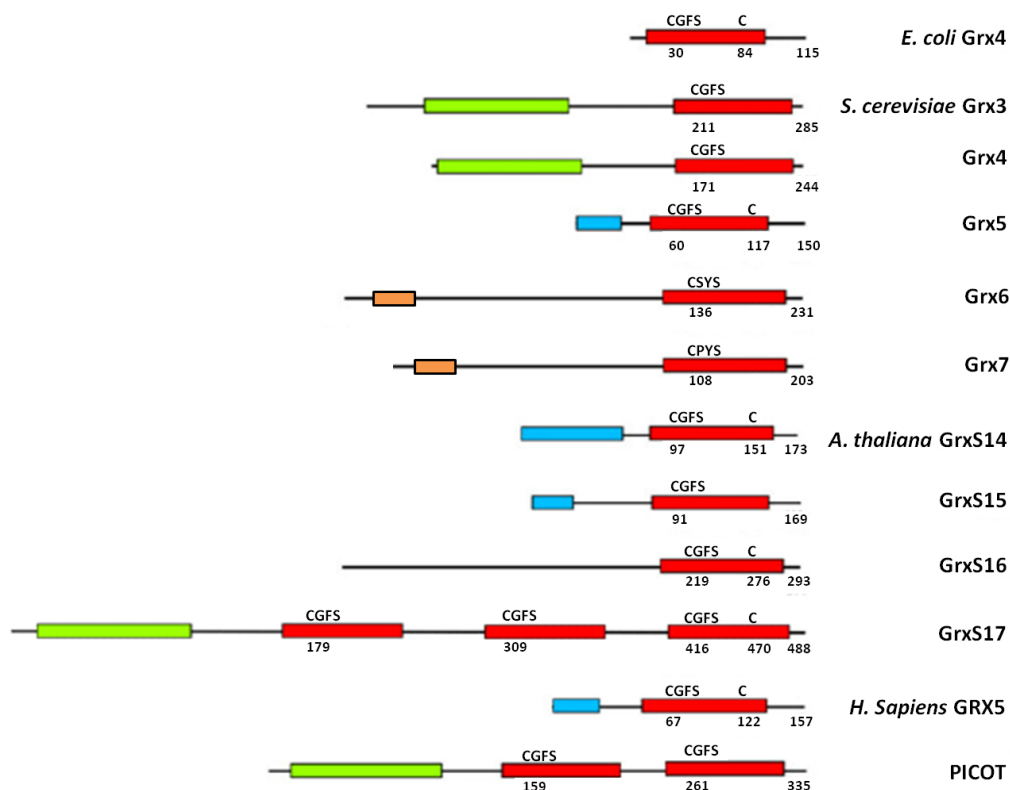 CGFS C
E. coli Grx4
30 84 115
CGFS
S. cerevisiae Grx3
211 285
CGFS
Grx4
171 244
CGFS C
Grx5
60 117 150
CSYS
Grx6
136 231
CPYS
Grx7
108 203
CGFS C
A. thaliana GrxS14
97 151 173
CGFS
GrxS15
91 169
CGFS C
GrxS16
219 276 293
CGFS CGFS CGFS C
GrxS17
179 309 416 470 488
CGFS C
H. Sapiens GRX5
67 122 157
CGFS CGFS
PICOT
159 261 335